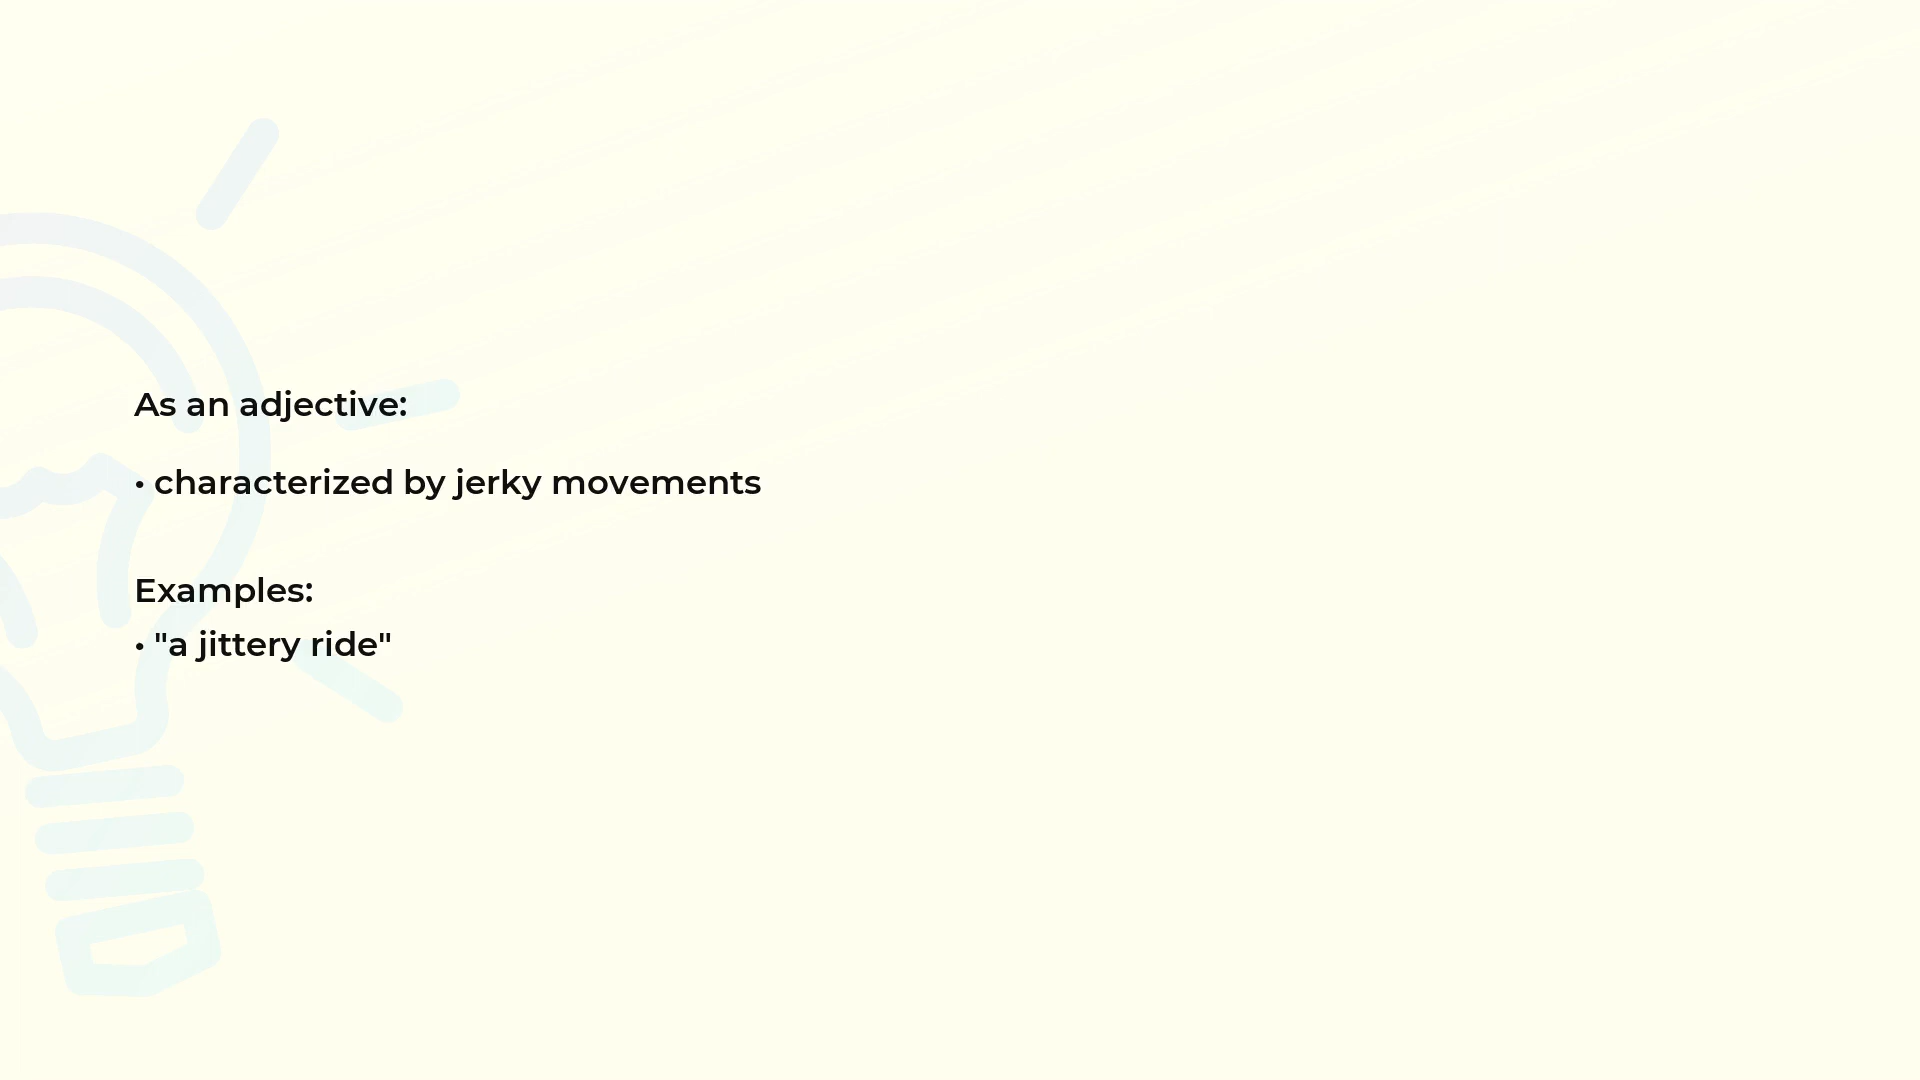 As an adjective:
• characterized by jerky movements
Examples:
• "a jittery ride"